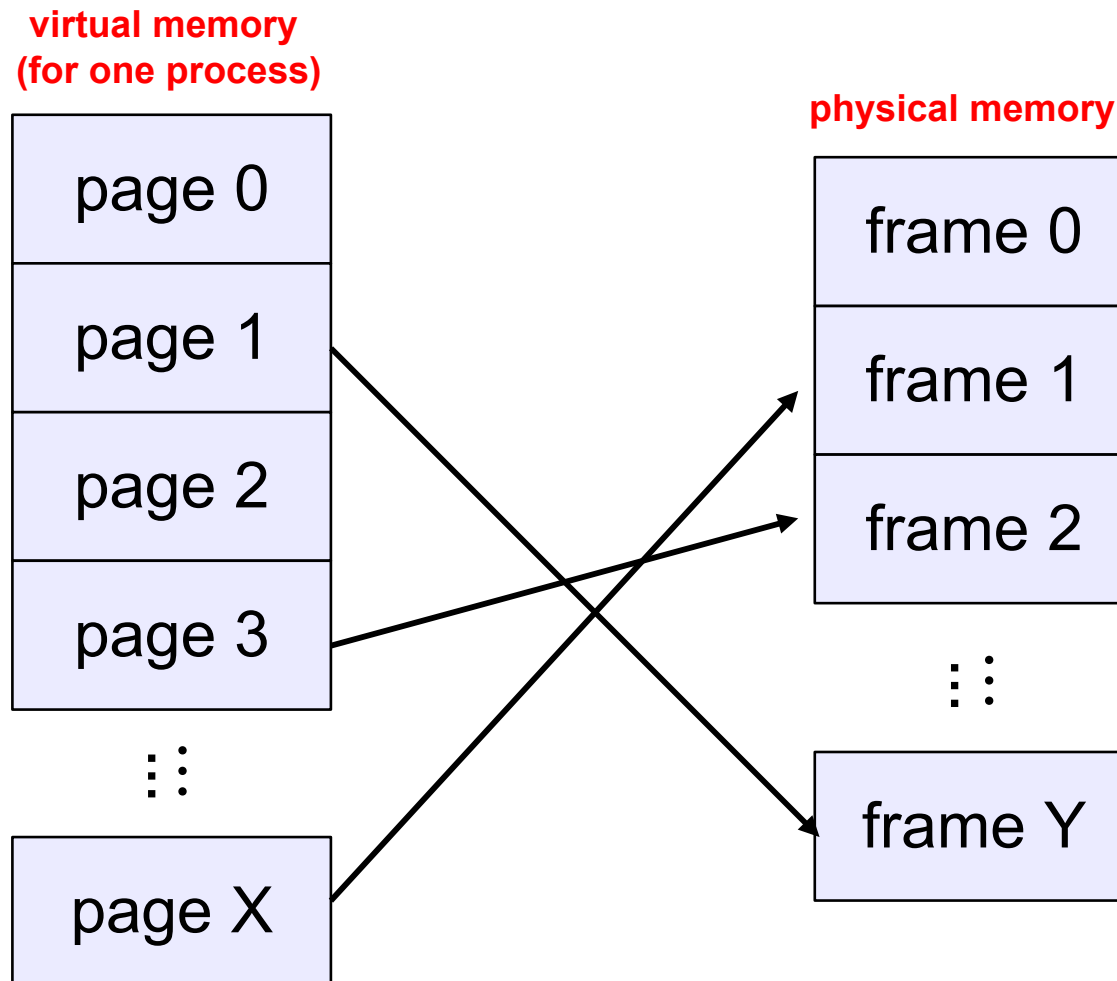 virtual memory
(for one process)
physical memory
page 0
page 1
page 2
page 3
page X
frame 0
frame 1
frame 2
frame Y